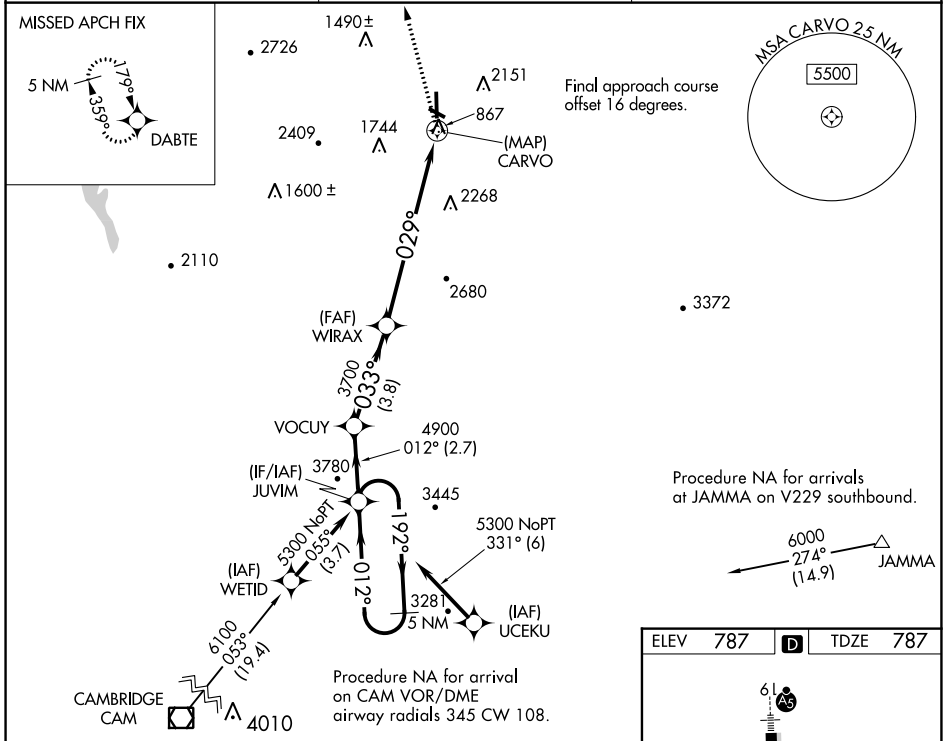 MISSED APCH FIX
5 NM
179°
359°
DABTE
2726
1490±
2151
867
2409
1744
(MAP)
CARVO
1600 ±
2268
2110
029°
2680
3372
Final approach course
offset 16 degrees.
MSA CARVO 25 NM
5500
(FAF)
WIRAX
3700
033°
(3.8)
VOCUY
4900
012° (2.7)
(IF/IAF)
JUVIM
3780
3445
5300 NoPT
055°
(3.7)
192°
012°
5300 NoPT
331° (6)
(IAF)
WETID
3281
5 NM
(IAF)
UCEKU
6100
053°
(19.4)
CAMBRIDGE
CAM
4010
Procedure NA for arrival
on CAM VOR/DME
airway radials 345 CW 108.
Procedure NA for arrivals
at JAMMA on V229 southbound.
6000
274°
(14.9)
JAMMA
ELEV 787 D TDZE 787
19
A5